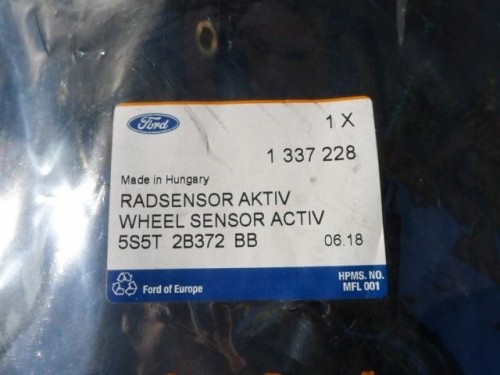 Ford
1 X
1 337 228
Made in Hungary
RADSENSOR AKTIV
WHEEL SENSOR ACTIV
5S5T 2B372 BB 06.18
Ford of Europe
HPMS. NO.
MFL 001